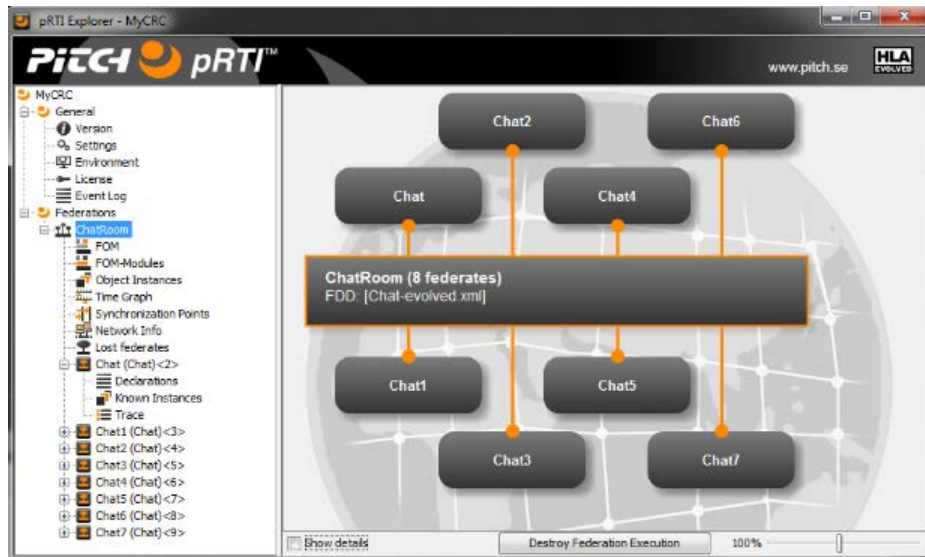 pRTI Explorer - MyCRC
PITCH pRTI™
www.pitch.se
HLA
EVOLVED
MyCRC
General
Version
Settings
Environment
License
Event Log
Federations
ChatRoom
FOM
FOM-Modules
Object Instances
Time Graph
Synchronization Points
Network Info
Lost federates
Chat (Chat)<2>
Declarations
Known Instances
Trace
Chat1 (Chat)<3>
Chat2 (Chat)<4>
Chat3 (Chat)<5>
Chat4 (Chat)<6>
Chat5 (Chat)<7>
Chat6 (Chat)<8>
Chat7 (Chat)<9>
Chat2
Chat6
Chat
Chat4
ChatRoom (8 federates)
FDD: [Chat-evolved.xml]
Chat1
Chat5
Chat3
Chat7
Show details
Destroy Federation Execution
100%